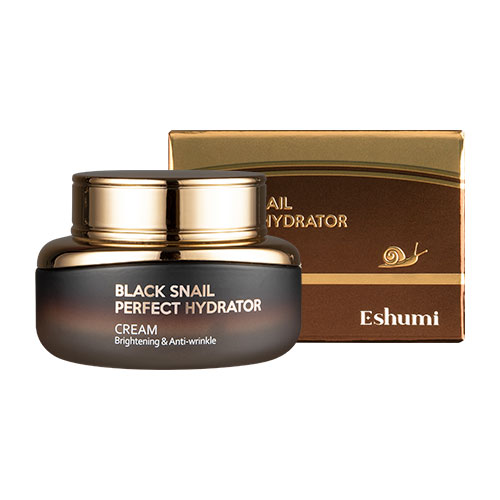 BLACK SNAIL
PERFECT HYDRATOR
CREAM
Brightening & Anti-wrinkle
AIL
HYDRATOR
Eshumi